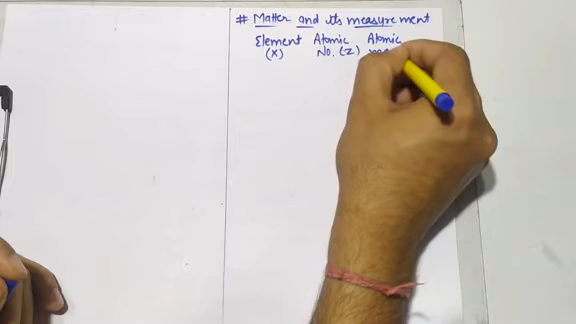 # Matter and its measurement
Element Atomic Atomic
(X) No. (Z)